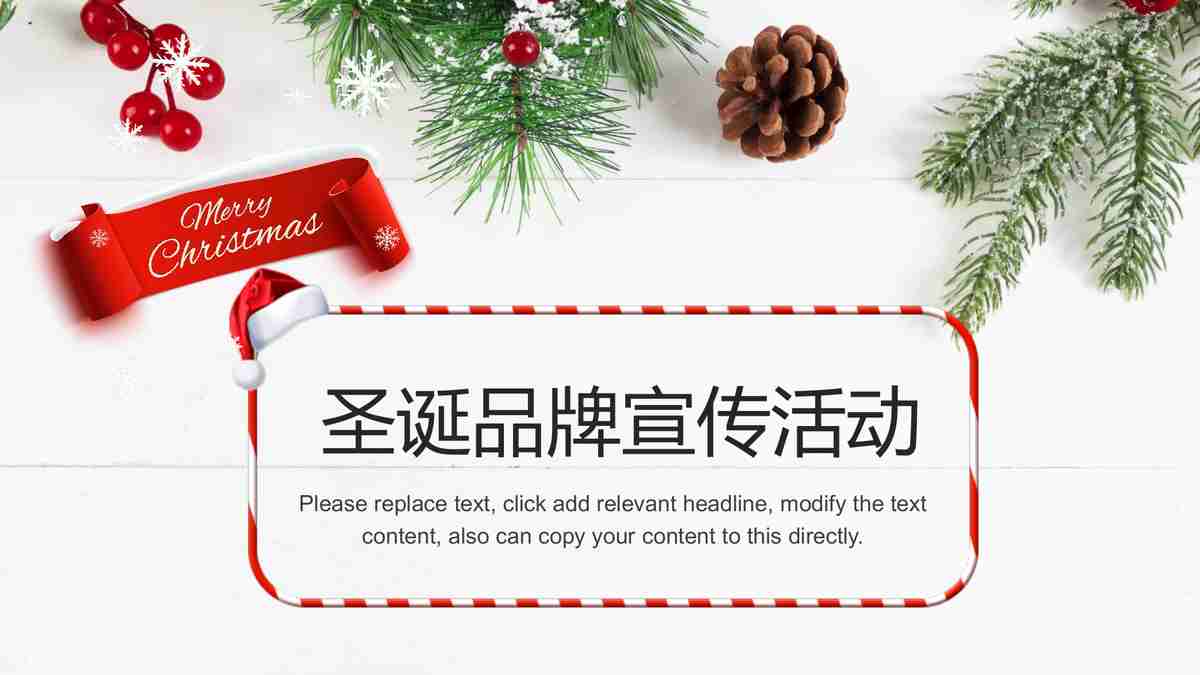 Merry
Christmas
圣诞品牌宣传活动
Please replace text, click add relevant headline, modify the text
content, also can copy your content to this directly.